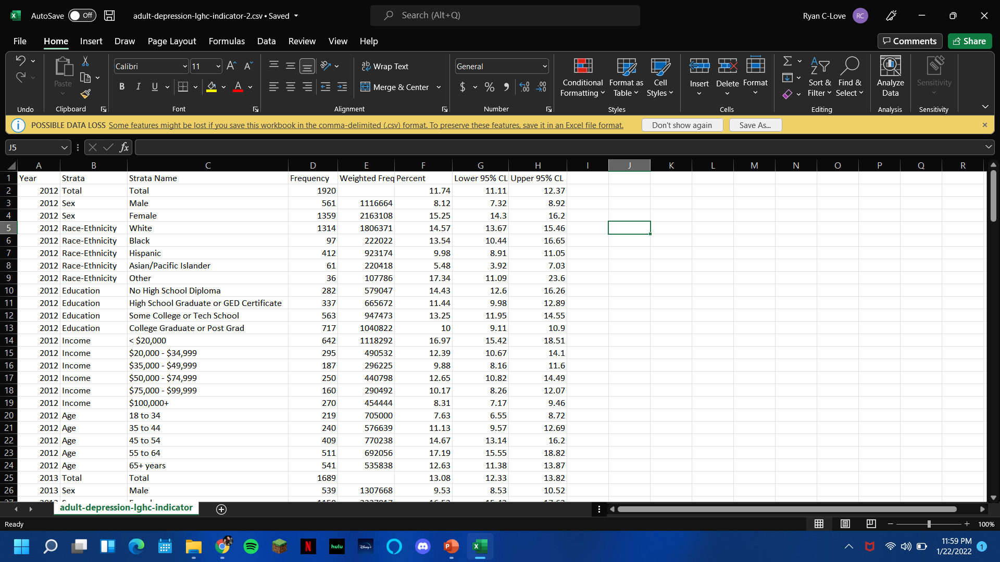 AutoSave Off adult-depression-lghc-indicator-2.csv • Saved Search (Alt+Q) Ryan C-Love RC
File Home Insert Draw Page Layout Formulas Data Review View Help Comments Share
Calibri 11 Wrap Text General
Paste B I U A Merge & Center $ % Conditional Formatting Format as Table Cell Styles Insert Delete Format Sort & Filter Find & Select Analyze Data Sensitivity
Undo Clipboard Font Alignment Number Styles Cells Editing Analysis Sensitivity
POSSIBLE DATA LOSS Some features might be lost if you save this workbook in the comma-delimited (.csv) format. To preserve these features, save it in an Excel file format. Don't show again Save As...
J5 fx
A B C D E F G H I J K L M N O P Q R
1 Year Strata Strata Name Frequency Weighted Freq Percent Lower 95% CL Upper 95% CL
2 2012 Total Total 1920 11.74 11.11 12.37
3 2012 Sex Male 561 1116664 8.12 7.32 8.92
4 2012 Sex Female 1359 2163108 15.25 14.3 16.2
5 2012 Race-Ethnicity White 1314 1806371 14.57 13.67 15.46
6 2012 Race-Ethnicity Black 97 222022 13.54 10.44 16.65
7 2012 Race-Ethnicity Hispanic 412 923174 9.98 8.91 11.05
8 2012 Race-Ethnicity Asian/Pacific Islander 61 220418 5.48 3.92 7.03
9 2012 Race-Ethnicity Other 36 107786 17.34 11.09 23.6
10 2012 Education No High School Diploma 282 579047 14.43 12.6 16.26
11 2012 Education High School Graduate or GED Certificate 337 665672 11.44 9.98 12.89
12 2012 Education Some College or Tech School 563 947473 13.25 11.95 14.55
13 2012 Education College Graduate or Post Grad 717 1040822 10 9.11 10.9
14 2012 Income < $20,000 642 1118292 16.97 15.42 18.51
15 2012 Income $20,000 - $34,999 295 490532 12.39 10.67 14.1
16 2012 Income $35,000 - $49,999 187 296225 9.88 8.16 11.6
17 2012 Income $50,000 - $74,999 250 440798 12.65 10.82 14.49
18 2012 Income $75,000 - $99,999 160 290492 10.17 8.26 12.07
19 2012 Income $100,000+ 270 454444 8.31 7.17 9.46
20 2012 Age 18 to 34 219 705000 7.63 6.55 8.72
21 2012 Age 35 to 44 240 576639 11.13 9.57 12.69
22 2012 Age 45 to 54 409 770238 14.67 13.14 16.2
23 2012 Age 55 to 64 511 692056 17.19 15.55 18.82
24 2012 Age 65+ years 541 535838 12.63 11.38 13.87
25 2013 Total Total 1689 13.08 12.33 13.82
26 2013 Sex Male 539 1307668 9.53 8.53 10.52
adult-depression-lghc-indicator
Ready 100%
hulu Disney+ 11:59 PM
1/22/2022 1